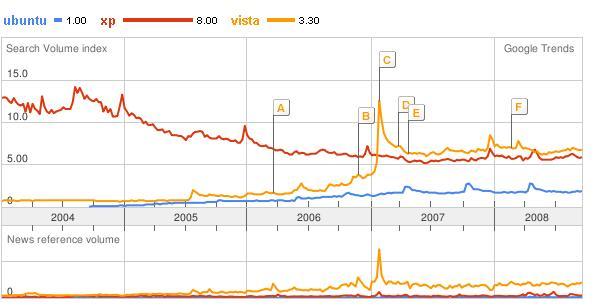 ubuntu 1.00 xp 8.00 vista 3.30
Search Volume index Google Trends
15.0
10.0
5.00
0
A B C D E F
2004 2005 2006 2007 2008
News reference volume
0